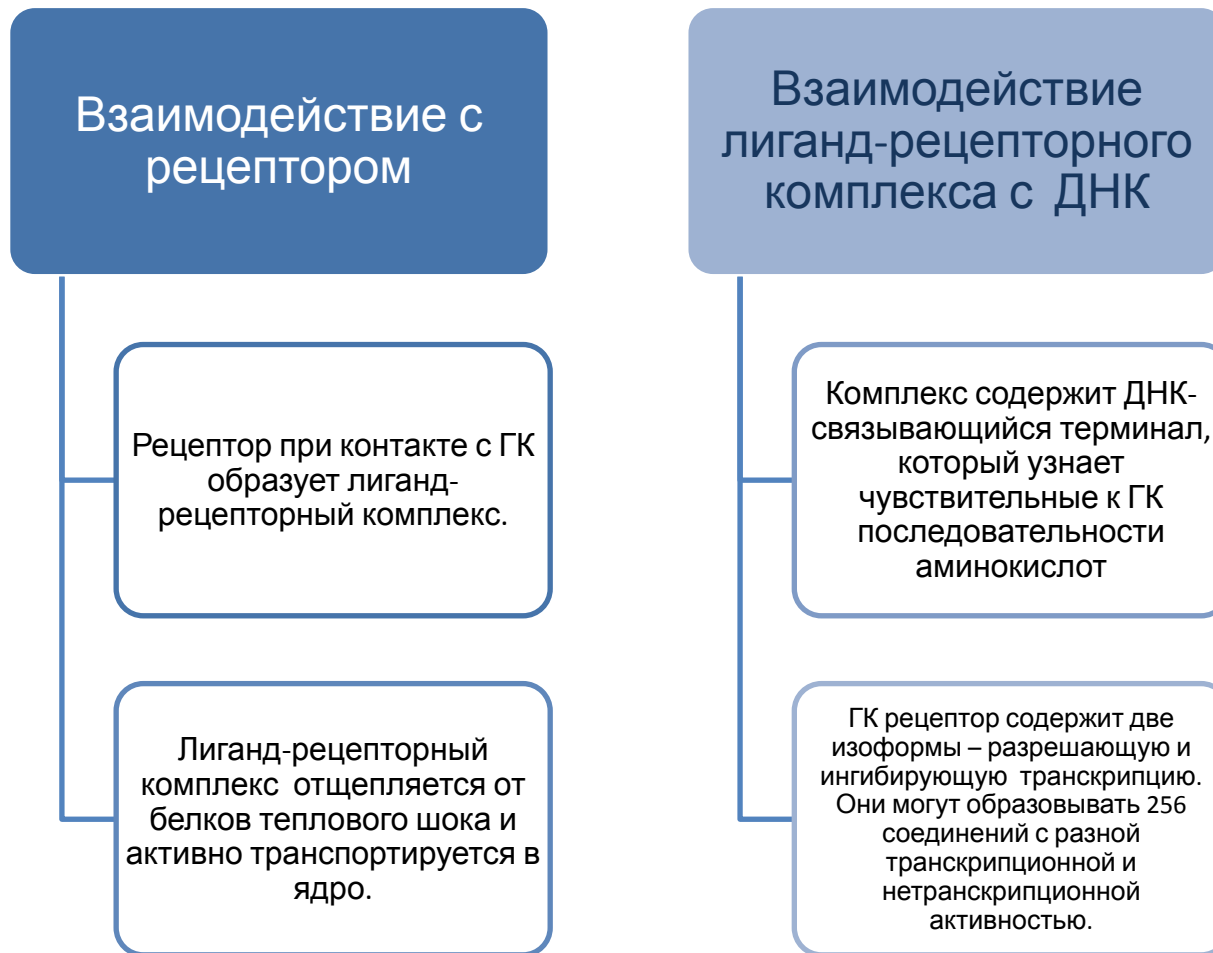 Взаимодействие с
рецептором
Рецептор при контакте с ГК
образует лиганд-
рецепторный комплекс.
Лиганд-рецепторный
комплекс отщепляется от
белков теплового шока и
активно транспортируется в
ядро.
Взаимодействие
лиганд-рецепторного
комплекса с ДНК
Комплекс содержит ДНК-
связывающийся терминал,
который узнает
чувствительные к ГК
последовательности
аминокислот
ГК рецептор содержит две
изоформы – разрешающую и
ингибирующую транскрипцию.
Они могут образовывать 256
соединений с разной
транскрипционной и
нетранскрипционной
активностью.